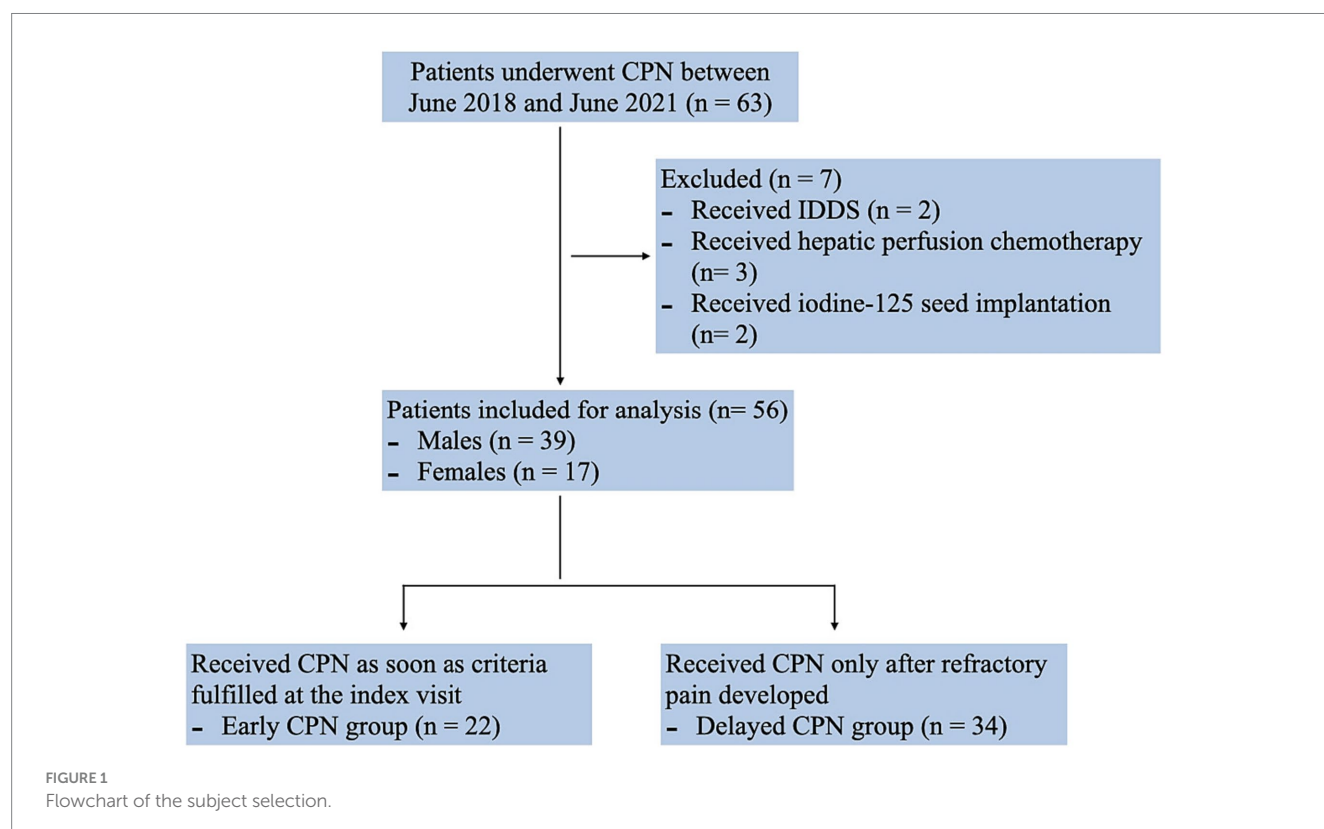 Patients underwent CPN between
June 2018 and June 2021 (n = 63)
Excluded (n = 7)
- Received IDDS (n = 2)
- Received hepatic perfusion chemotherapy
(n= 3)
- Received iodine-125 seed implantation
(n= 2)
Patients included for analysis (n= 56)
- Males (n = 39)
- Females (n = 17)
Received CPN as soon as criteria
fulfilled at the index visit
- Early CPN group (n = 22)
Received CPN only after refractory
pain developed
- Delayed CPN group (n = 34)
FIGURE 1
Flowchart of the subject selection.